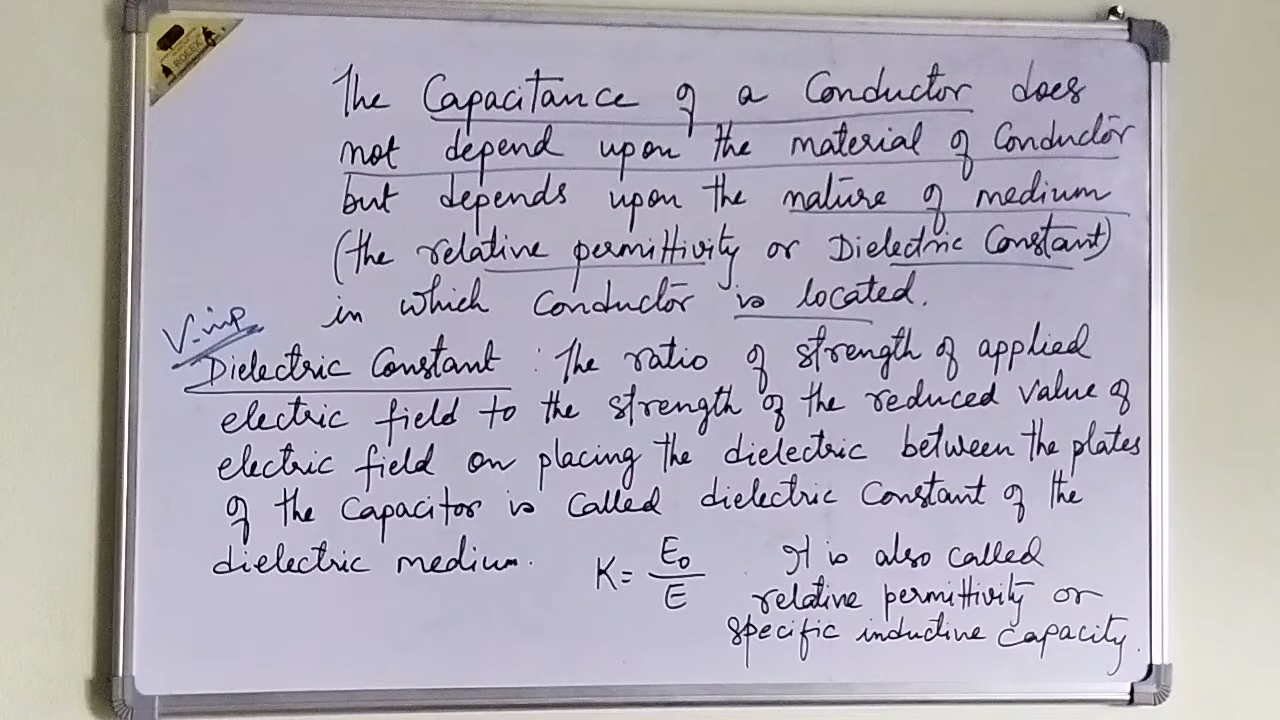 The Capacitance of a Conductor does
not depend upon the material of Conductor
but depends upon the nature of medium
(the relative permittivity or Dielectric Constant)
in which Conductor is located.
V-imp
Dielectric Constant : The ratio of strength of applied
electric field to the strength of the reduced value of
electric field on placing the dielectric between the plates
of the Capacitor is called dielectric Constant of the
dielectric medium.
K = E₀/E
It is also called
relative permittivity or
specific inductive capacity.
ROLEX